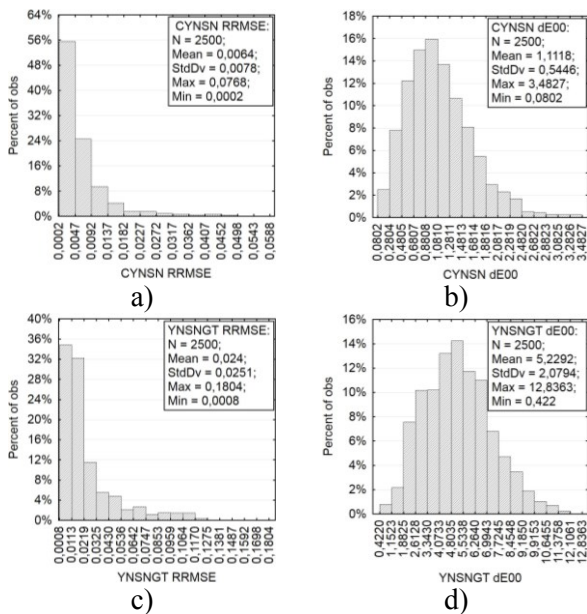 64%
56%
48%
40%
32%
24%
16%
8%
0%
Percent of obs
CYNSN RRMSE:
N = 2500;
Mean = 0,0064;
StdDv = 0,0078;
Max = 0,0768;
Min = 0,0002
0,0002
0,0047
0,0092
0,0137
0,0182
0,0227
0,0272
0,0317
0,0362
0,0407
0,0452
0,0498
0,0543
0,0588
CYNSN RRMSE
a)
18%
16%
14%
12%
10%
8%
6%
4%
2%
0%
Percent of obs
CYNSN dE00:
N = 2500;
Mean = 1,1118;
StdDv = 0,5446;
Max = 3,4827;
Min = 0,0802
0,0802
0,2804
0,4805
0,6807
0,8808
1,0810
1,2811
1,4813
1,6814
1,8816
2,0817
2,2819
2,4820
2,6822
2,8823
3,0825
3,2826
3,4827
CYNSN dE00
b)
40%
36%
32%
28%
24%
20%
16%
12%
8%
4%
0%
Percent of obs
YNSNGT RRMSE:
N = 2500;
Mean = 0,024;
StdDv = 0,0251;
Max = 0,1804;
Min = 0,0008
0,0008
0,0113
0,0219
0,0325
0,0430
0,0536
0,0642
0,0747
0,0853
0,0959
0,1064
0,1170
0,1275
0,1381
0,1487
0,1592
0,1698
0,1804
YNSNGT RRMSE
c)
16%
14%
12%
10%
8%
6%
4%
2%
0%
Percent of obs
YNSNGT dE00:
N = 2500;
Mean = 5,2292;
StdDv = 2,0794;
Max = 12,8363;
Min = 0,422
0,4220
1,1523
1,8825
2,6128
3,3430
4,0733
4,8035
5,5338
6,2640
6,9943
7,7245
8,4548
9,1850
9,9153
10,6455
11,3758
12,1061
12,8363
YNSNGT dE00
d)